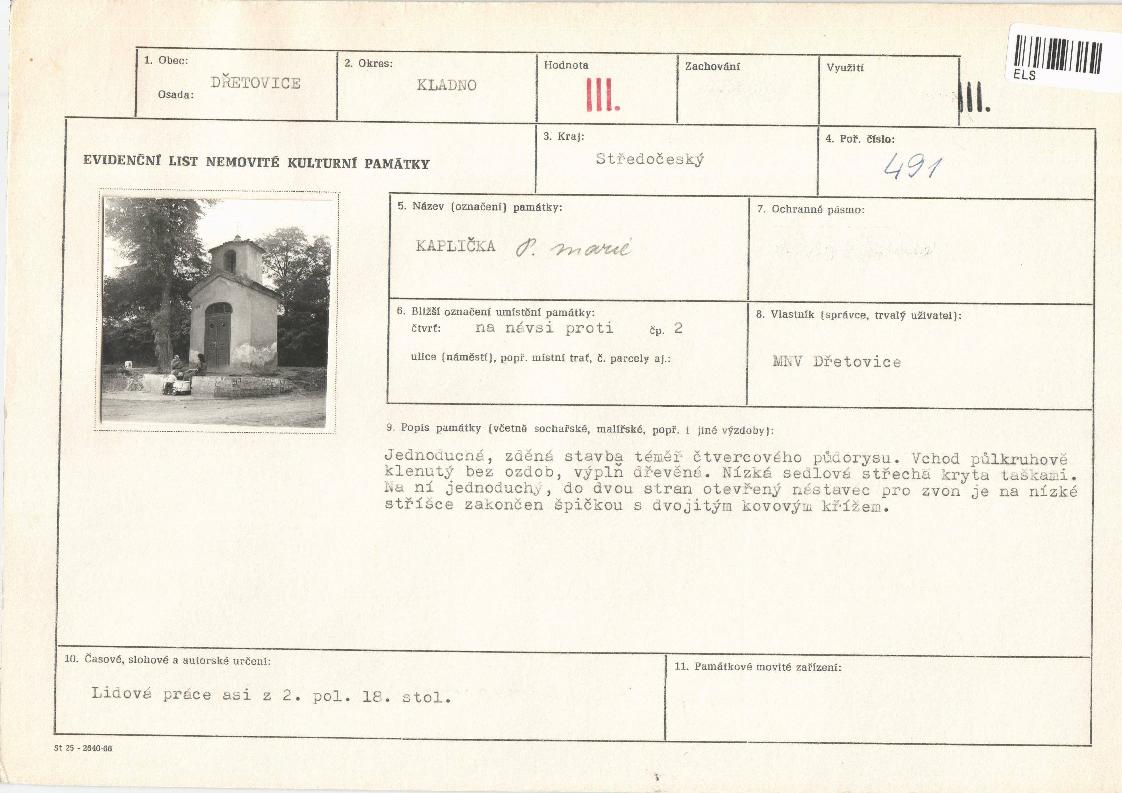 ELS
1. Obec:
DŘETOVICE
Osada:
2. Okres:
KLADNO
Hodnota
III.
Zachování
Využití
III.
EVIDENČNÍ LIST NEMOVITÉ KULTURNÍ PAMÁTKY
3. Kraj:
Středočeský
4. Poř. číslo:
491
5. Název (označení) památky:
KAPLIČKA P. marie
7. Ochranné pásmo:
6. Bližší označení umístění památky:
čtvrť: na návsi proti čp. 2
ulice (náměstí), popř. místní trať, č. parcely aj.:
8. Vlastník (správce, trvalý uživatel):
MNV Dřetovice
9. Popis památky (včetně sochařské, malířské, popř. i jiné výzdoby):
Jednoduchá, zděná stavba téměř čtvercového půdorysu. Vchod půlkruhově
klenutý bez ozdob, výplň dřevěná. Nízká sedlová střecha kryta taškami.
Na ní jednoduchý, do dvou stran otevřený nástavec pro zvon je na nízké
stříšce zakončen špičkou s dvojitým kovovým křížem.
10. Časové, slohové a autorské určení:
Lidová práce asi z 2. pol. 18. stol.
11. Památkové movité zařízení:
St 25 - 2640-66